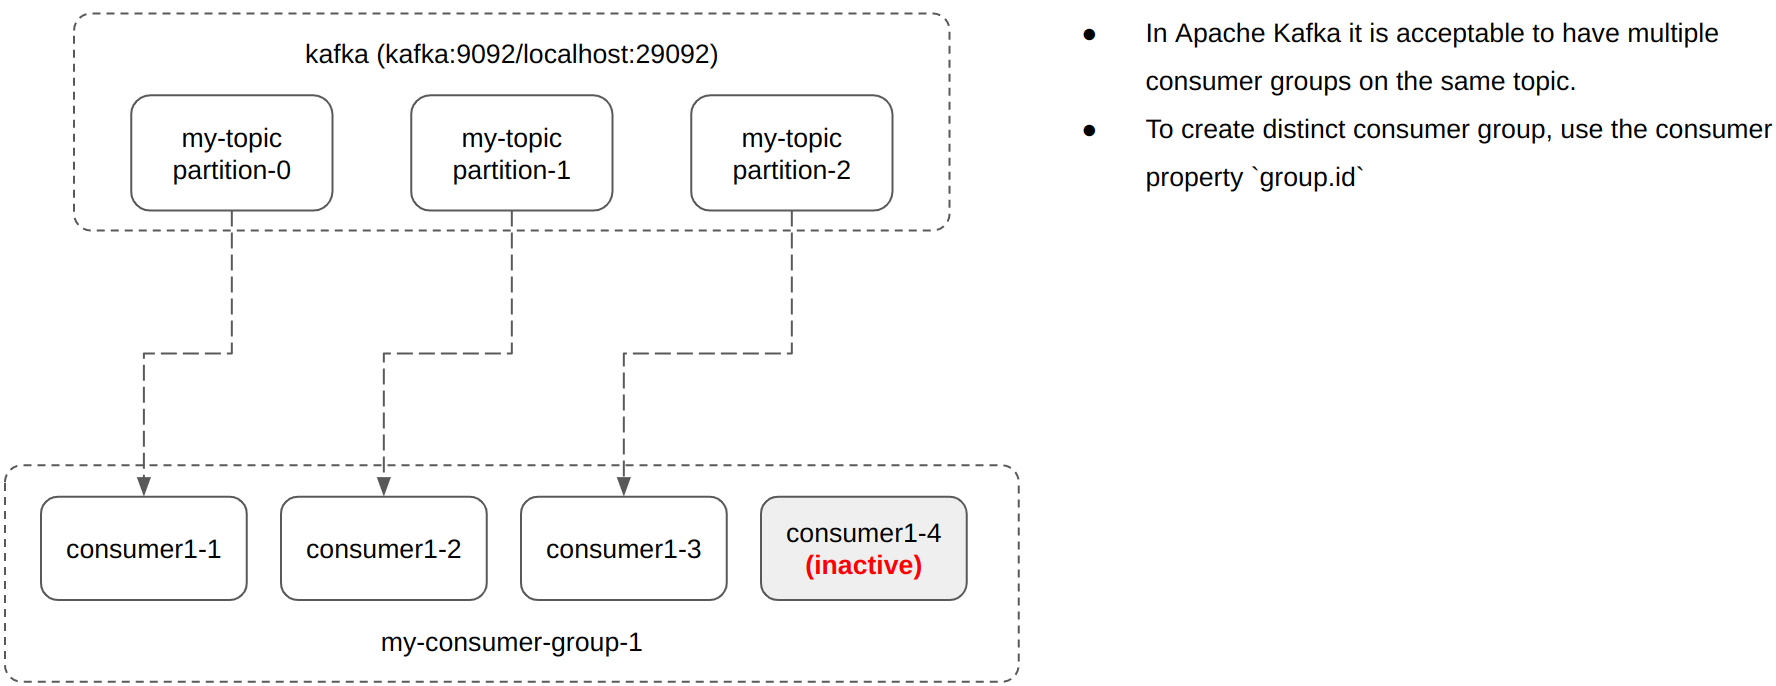 kafka (kafka:9092/localhost:29092)
my-topic
partition-0
my-topic
partition-1
my-topic
partition-2
consumer1-1
consumer1-2
consumer1-3
consumer1-4
(inactive)
my-consumer-group-1
● In Apache Kafka it is acceptable to have multiple
consumer groups on the same topic.
● To create distinct consumer group, use the consumer
property `group.id`